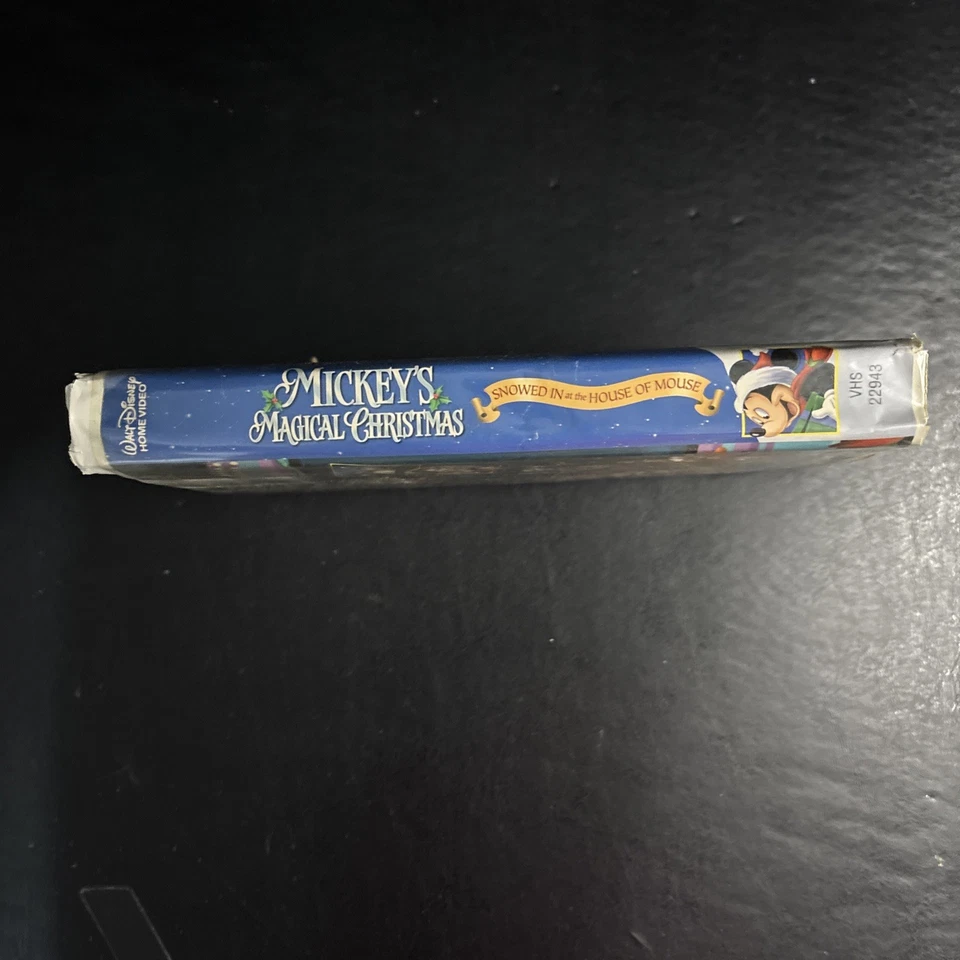 WALT DISNEY
HOME VIDEO
MICKEY'S
MAGICAL CHRISTMAS
SNOWED IN at the HOUSE OF MOUSE
VHS
22943